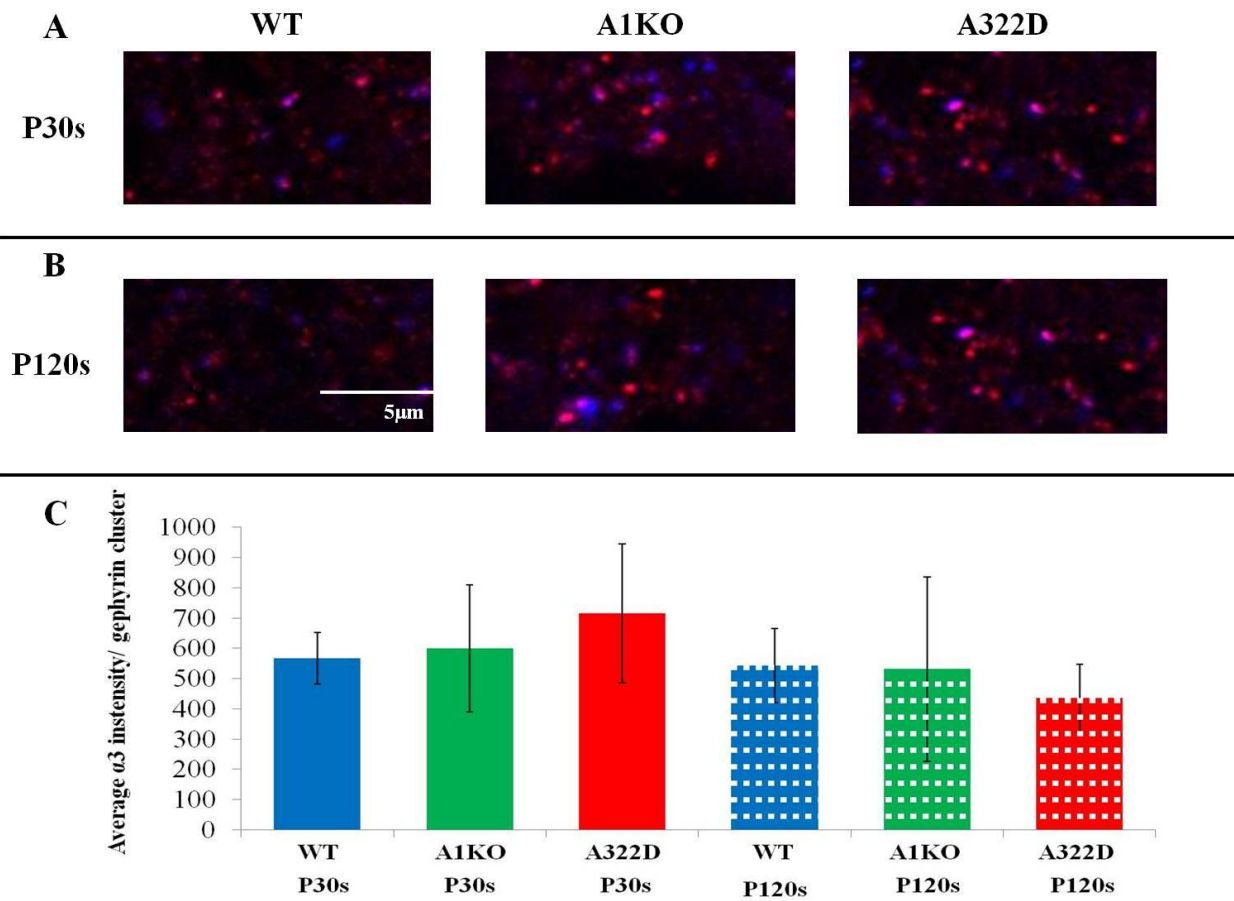 A
WT
A1KO
A322D
P30s
B
P120s
5μm
C
Average α3 instensity/ gephyrin cluster
1000
900
800
700
600
500
400
300
200
100
0
WT
P30s
A1KO
P30s
A322D
P30s
WT
P120s
A1KO
P120s
A322D
P120s